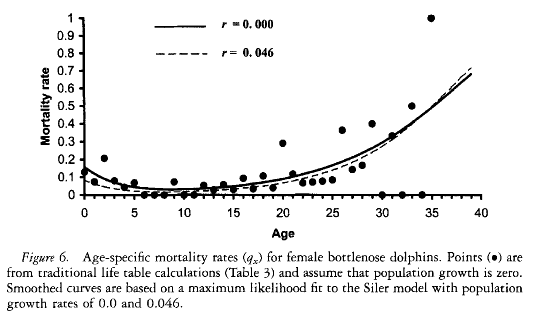 r = 0.000
r = 0.046
Mortality rate
1
0.9
0.8
0.7
0.6
0.5
0.4
0.3
0.2
0.1
0
0 5 10 15 20 25 30 35 40
Age
Figure 6. Age-specific mortality rates (qx) for female bottlenose dolphins. Points (●) are
from traditional life table calculations (Table 3) and assume that population growth is zero.
Smoothed curves are based on a maximum likelihood fit to the Siler model with population
growth rates of 0.0 and 0.046.